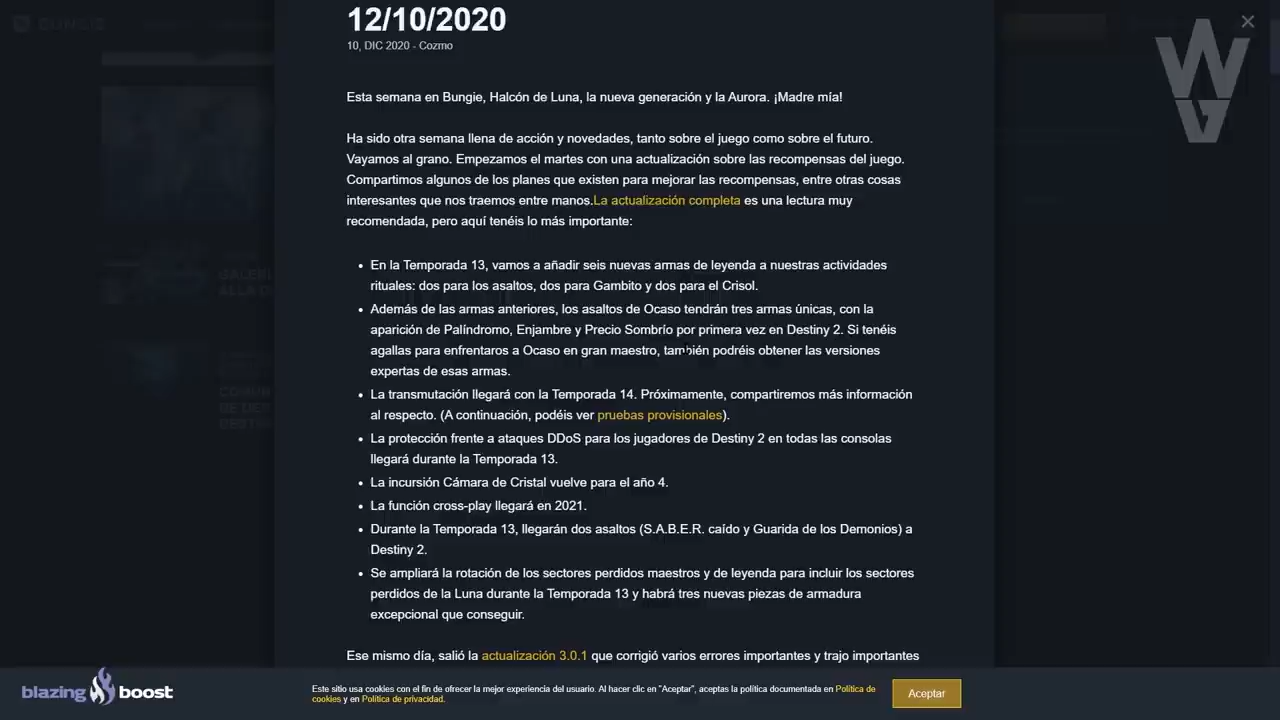 BUNGIE
12/10/2020
10, DIC 2020 - Cozmo
Esta semana en Bungie, Halcón de Luna, la nueva generación y la Aurora. ¡Madre mía!
Ha sido otra semana llena de acción y novedades, tanto sobre el juego como sobre el futuro.
Vayamos al grano. Empezamos el martes con una actualización sobre las recompensas del juego.
Compartimos algunos de los planes que existen para mejorar las recompensas, entre otras cosas
interesantes que nos traemos entre manos.La actualización completa es una lectura muy
recomendada, pero aquí tenéis lo más importante:
• En la Temporada 13, vamos a añadir seis nuevas armas de leyenda a nuestras actividades
rituales: dos para los asaltos, dos para Gambito y dos para el Crisol.
• Además de las armas anteriores, los asaltos de Ocaso tendrán tres armas únicas, con la
aparición de Palíndromo, Enjambre y Precio Sombrío por primera vez en Destiny 2. Si tenéis
agallas para enfrentaros a Ocaso en gran maestro, también podréis obtener las versiones
expertas de esas armas.
• La transmutación llegará con la Temporada 14. Próximamente, compartiremos más información
al respecto. (A continuación, podéis ver pruebas provisionales).
• La protección frente a ataques DDoS para los jugadores de Destiny 2 en todas las consolas
llegará durante la Temporada 13.
• La incursión Cámara de Cristal vuelve para el año 4.
• La función cross-play llegará en 2021.
• Durante la Temporada 13, llegarán dos asaltos (S.A.B.E.R. caído y Guarida de los Demonios) a
Destiny 2.
• Se ampliará la rotación de los sectores perdidos maestros y de leyenda para incluir los sectores
perdidos de la Luna durante la Temporada 13 y habrá tres nuevas piezas de armadura
excepcional que conseguir.
Ese mismo día, salió la actualización 3.0.1 que corrigió varios errores importantes y trajo importantes
blazing boost
Este sitio usa cookies con el fin de ofrecer la mejor experiencia del usuario. Al hacer clic en "Aceptar", aceptas la política documentada en Política de
cookies y en Política de privacidad.
Aceptar